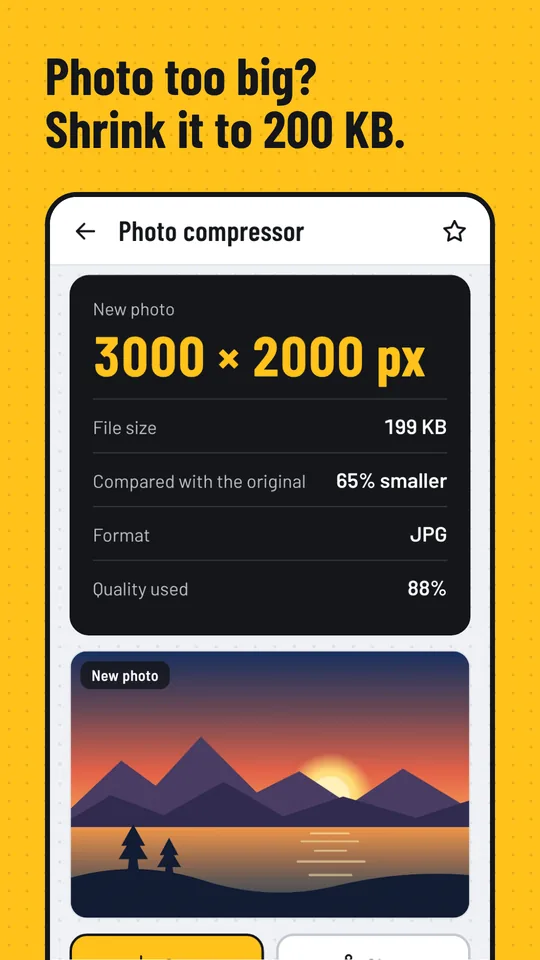 Photo too big?
Shrink it to 200 KB.
Photo compressor
New photo
3000 × 2000 px
File size 199 KB
Compared with the original 65% smaller
Format JPG
Quality used 88%
New photo